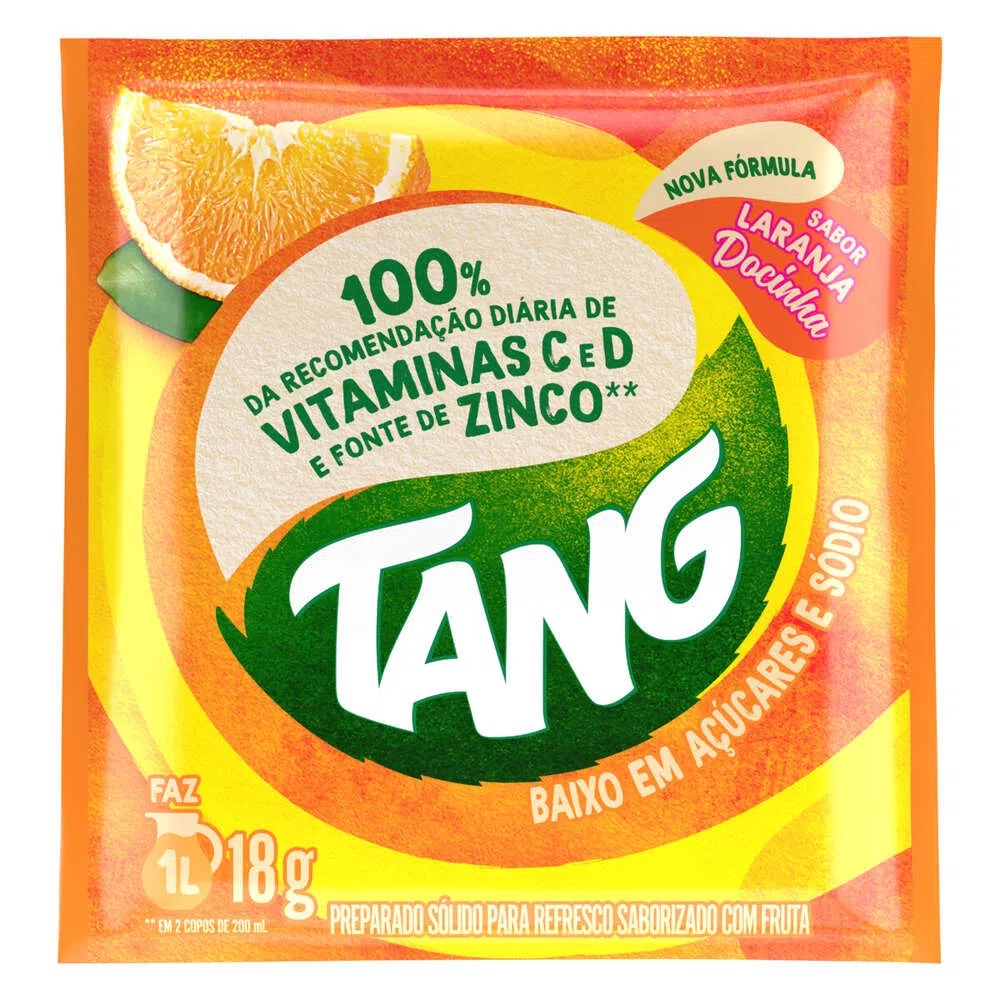 NOVA FÓRMULA
SABOR
LARANJA
Docinha
100%
DA RECOMENDAÇÃO DIÁRIA DE
VITAMINAS C E D
E FONTE DE ZINCO**
TANG
BAIXO EM AÇÚCARES E SÓDIO
FAZ
1L 18g
** EM 2 COPOS DE 200 mL
PREPARADO SÓLIDO PARA REFRESCO SABORIZADO COM FRUTA